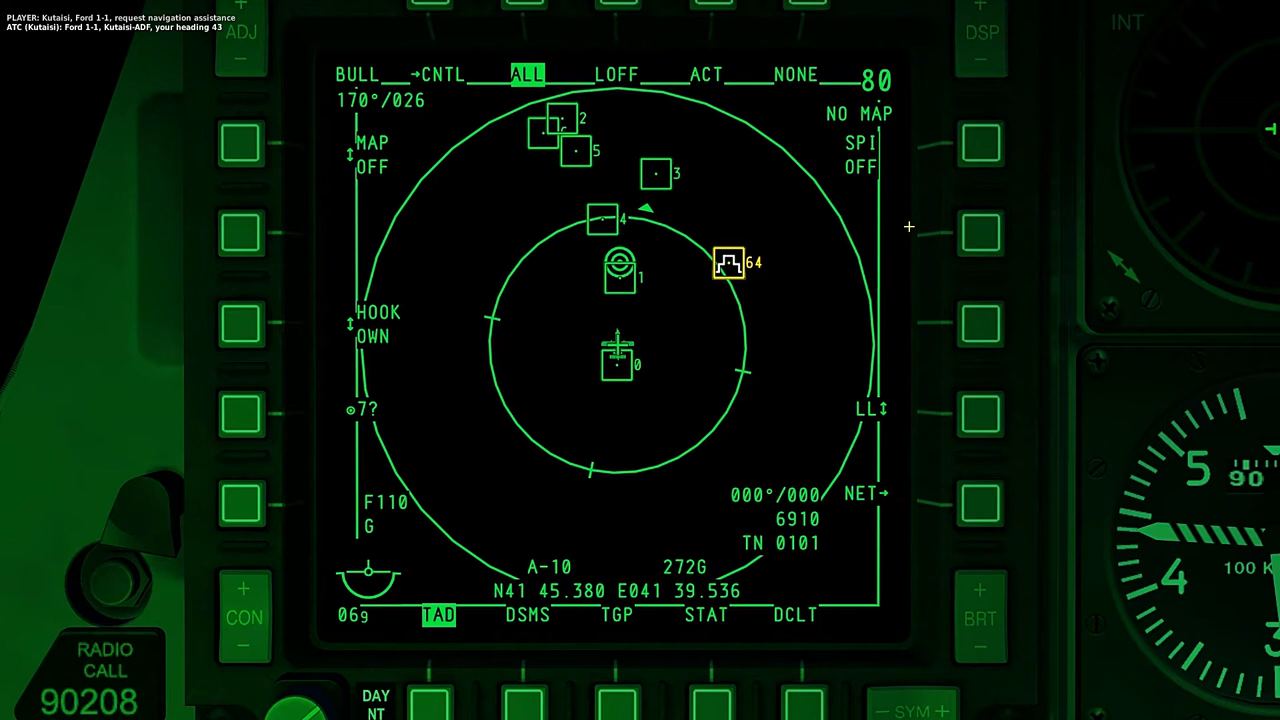 PLAYER: Kutaisi, Ford 1-1, request navigation assistance
ATC (Kutaisi): Ford 1-1, Kutaisi-ADF, your heading 43
ADJ
DSP
INT
BULL →CNTL ALL LOFF ACT NONE 80
170°/026
NO MAP
MAP
OFF
SPI
OFF
2
5
3
4
64
1
0
HOOK
OWN
7?
LL
F110
G
000°/000
NET→
6910
TN 0101
A-10 272G
N41 45.380 E041 39.536
069 TAD DSMS TGP STAT DCLT
CON
BRT
RADIO
CALL
90208
DAY
NT
SYM
5
90
4
100 K
3